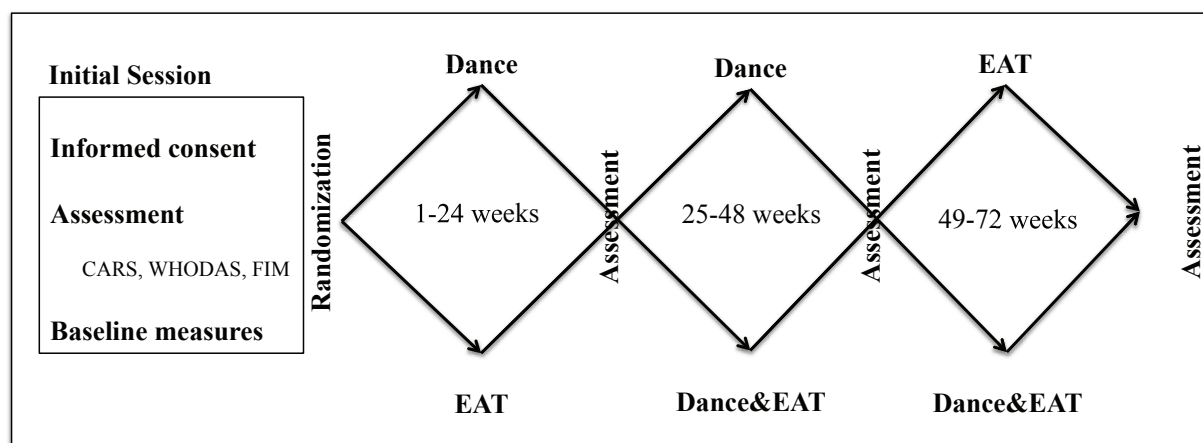 Initial Session
Informed consent
Assessment
CARS, WHODAS, FIM
Baseline measures
Randomization
Dance
1-24 weeks
EAT
Assessment
Dance
25-48 weeks
Dance&EAT
Assessment
EAT
49-72 weeks
Dance&EAT
Assessment